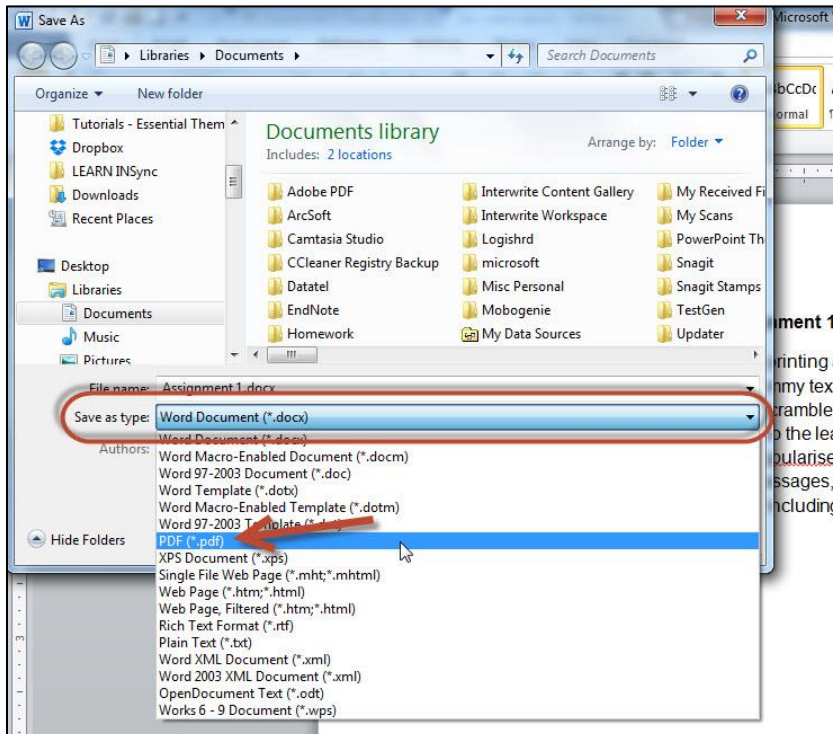 W Save As
Microsoft
Libraries Documents
Search Documents
Organize New folder
bCcDc
ormal
Tutorials - Essential Them
Dropbox
LEARN INSync
Downloads
Recent Places
Desktop
Libraries
Documents
Music
Pictures
Documents library
Includes: 2 locations
Arrange by: Folder
Adobe PDF Interwrite Content Gallery My Received Fi
ArcSoft Interwrite Workspace My Scans
Camtasia Studio Logishrd PowerPoint Th
CCleaner Registry Backup microsoft Snagit
Datatel Misc Personal Snagit Stamps
EndNote Mobogenie TestGen
Homework My Data Sources Updater
File name: Assignment 1.docx
Save as type: Word Document (*.docx)
Authors:
Word Document (*.docx)
Word Macro-Enabled Document (*.docm)
Word 97-2003 Document (*.doc)
Word Template (*.dotx)
Word Macro-Enabled Template (*.dotm)
Word 97-2003 Template (*.dot)
PDF (*.pdf)
XPS Document (*.xps)
Single File Web Page (*.mht;*.mhtml)
Web Page (*.htm;*.html)
Web Page, Filtered (*.htm;*.html)
Rich Text Format (*.rtf)
Plain Text (*.txt)
Word XML Document (*.xml)
Word 2003 XML Document (*.xml)
OpenDocument Text (*.odt)
Works 6 - 9 Document (*.wps)
Hide Folders
nment 1
rinting
my tex
cramble
o the lea
pularise
ssages,
ncluding